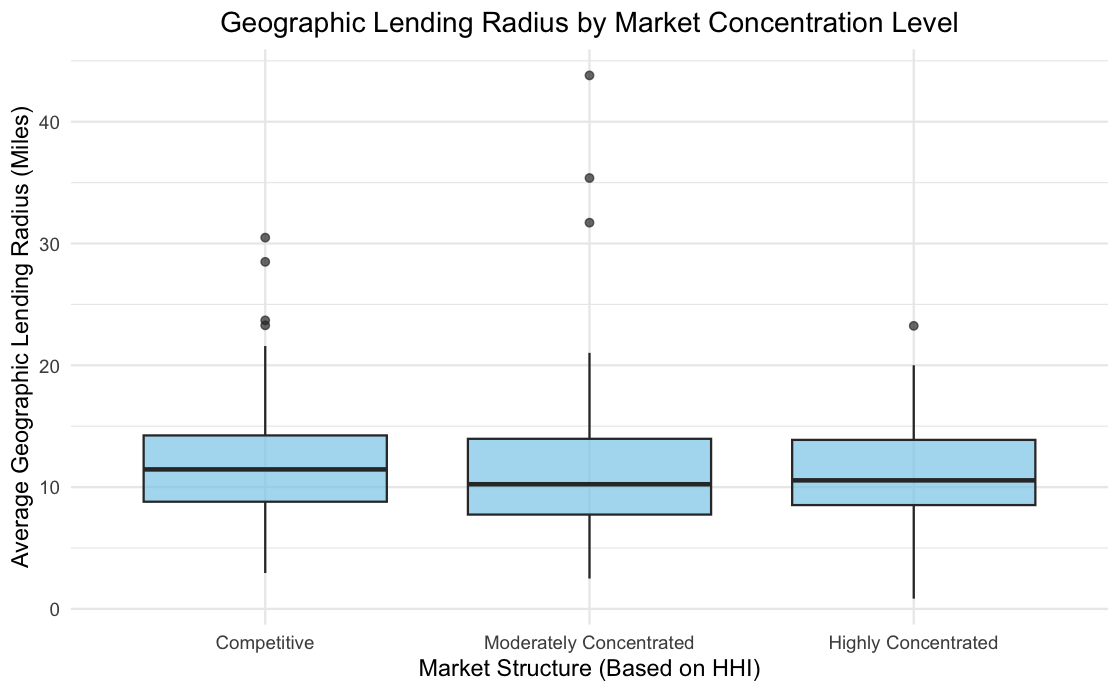 Geographic Lending Radius by Market Concentration Level
Average Geographic Lending Radius (Miles)
40
30
20
10
0
Competitive
Moderately Concentrated
Highly Concentrated
Market Structure (Based on HHI)